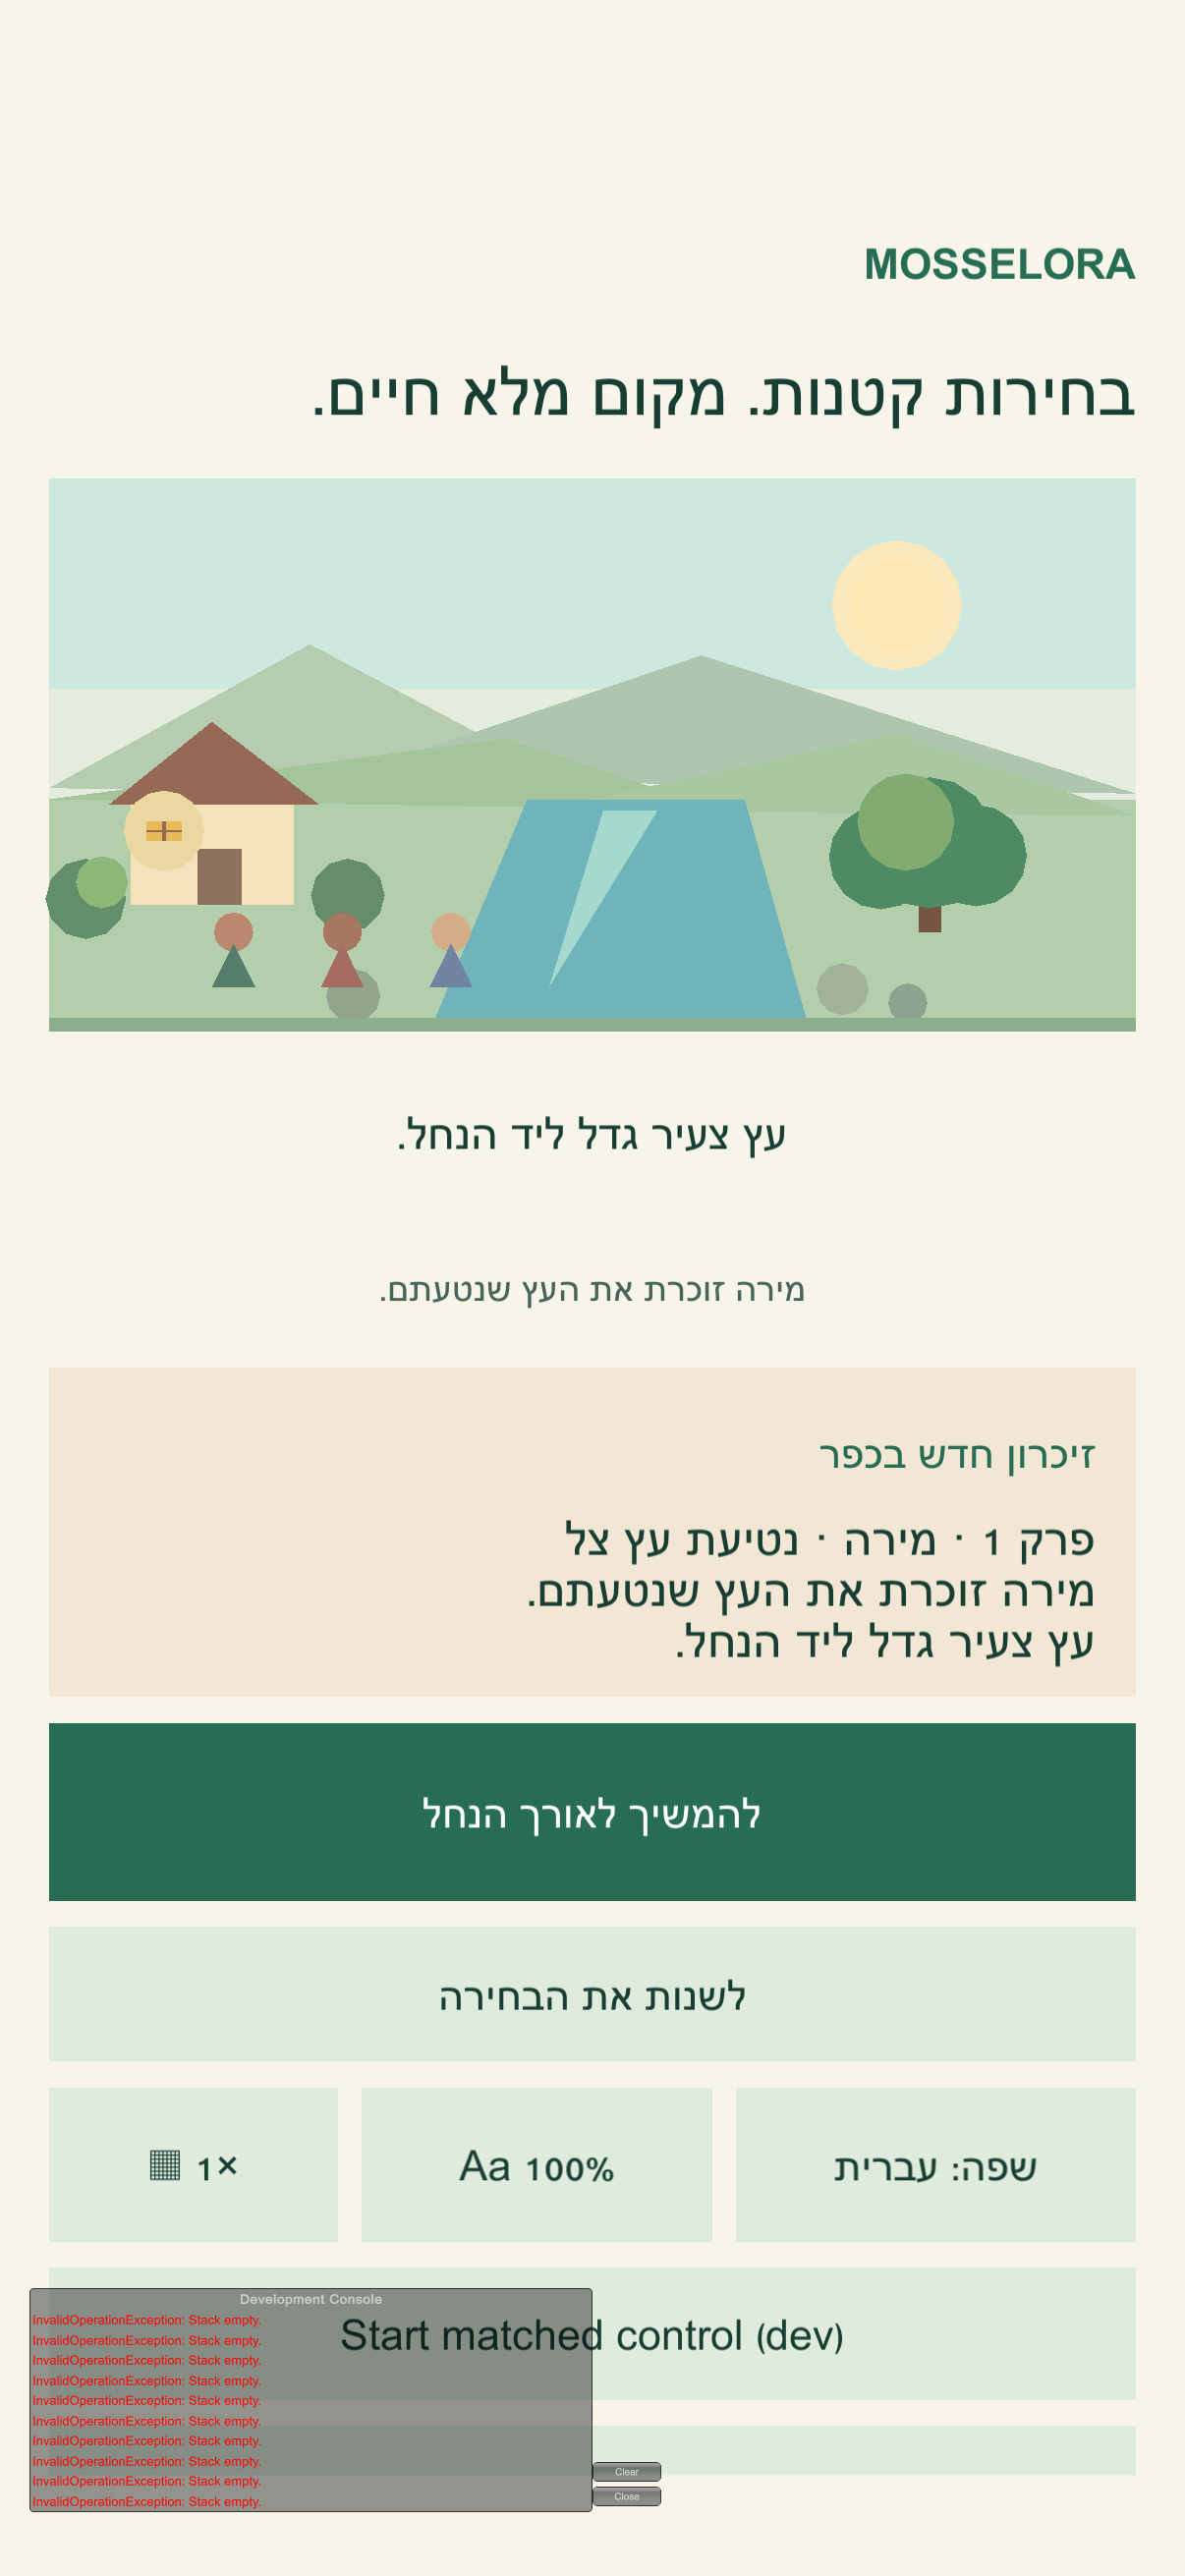 MOSSELORA
בחירות קטנות. מקום מלא חיים.
עץ צעיר גדל ליד הנחל.
מירה זוכרת את העץ שנטעתם.
זיכרון חדש בכפר
פרק 1 · מירה · נטיעת עץ צל
מירה זוכרת את העץ שנטעתם.
עץ צעיר גדל ליד הנחל.
להמשיך לאורך הנחל
לשנות את הבחירה
שפה: עברית
Aa 100%
▦ 1×
Start matched control (dev)
Development Console
InvalidOperationException: Stack empty.
InvalidOperationException: Stack empty.
InvalidOperationException: Stack empty.
InvalidOperationException: Stack empty.
InvalidOperationException: Stack empty.
InvalidOperationException: Stack empty.
InvalidOperationException: Stack empty.
InvalidOperationException: Stack empty.
InvalidOperationException: Stack empty.
InvalidOperationException: Stack empty.
Clear
Close